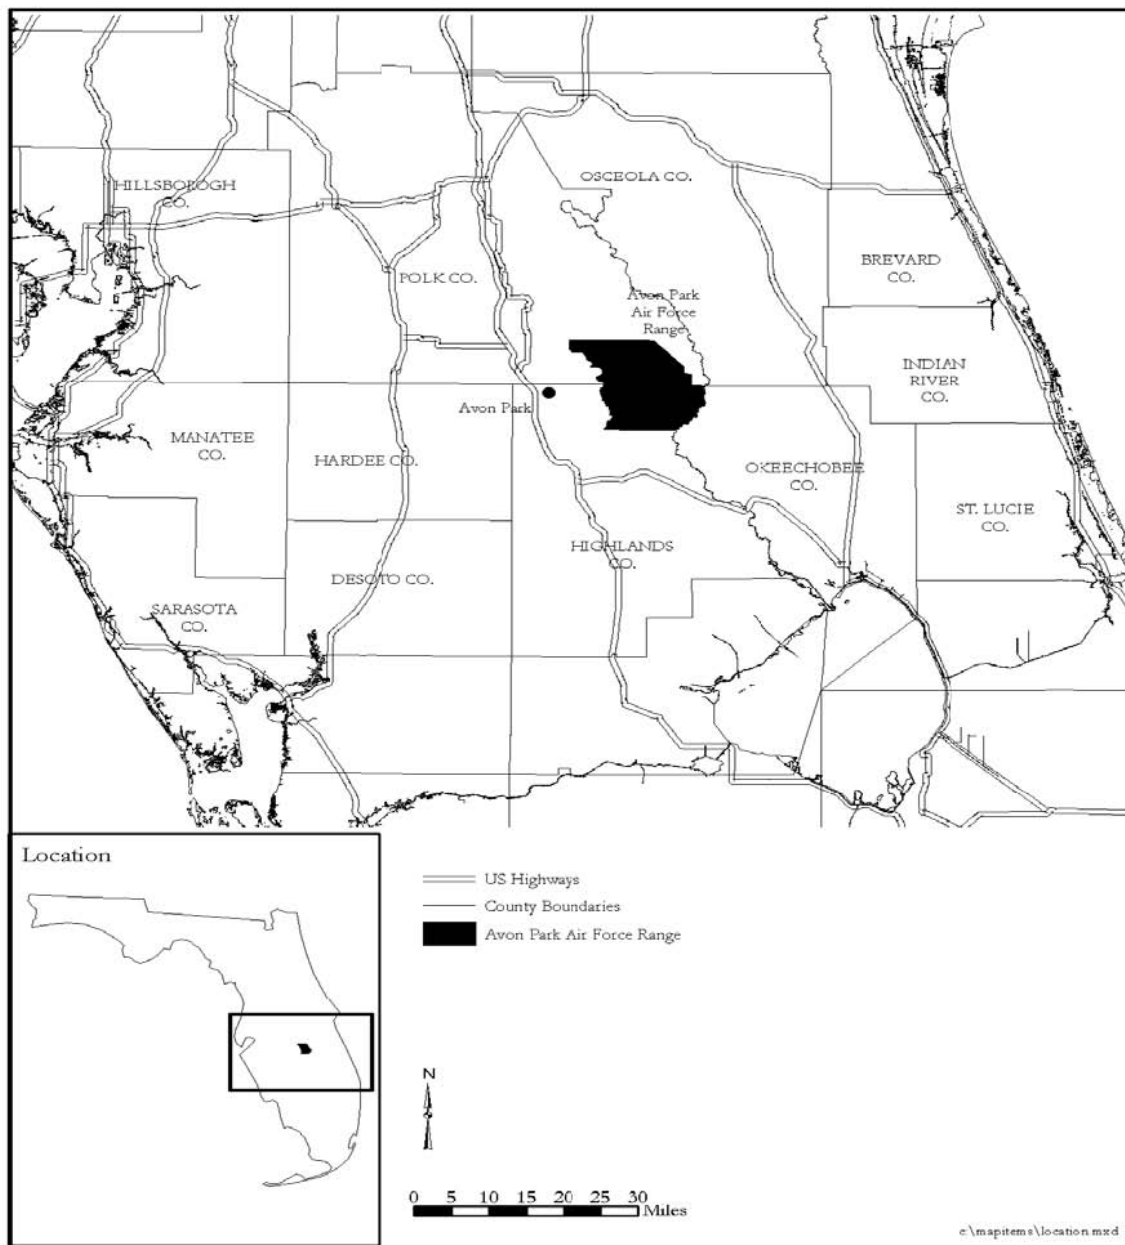 HILLSBOROGH
CO.
OSCEOLA CO.
POLK CO.
BREVARD
CO.
Avon Park
Air Force
Range
INDIAN
RIVER
CO.
Avon Park
MANATEE
CO.
HARDEE CO.
OKEECHOBEE
CO.
ST. LUCIE
CO.
HIGHLANDS
CO.
DESOTO CO.
SARASOTA
CO.
Location
US Highways
County Boundaries
Avon Park Air Force Range
N
0 5 10 15 20 25 30
Miles
c:\mapitems\location.mxd